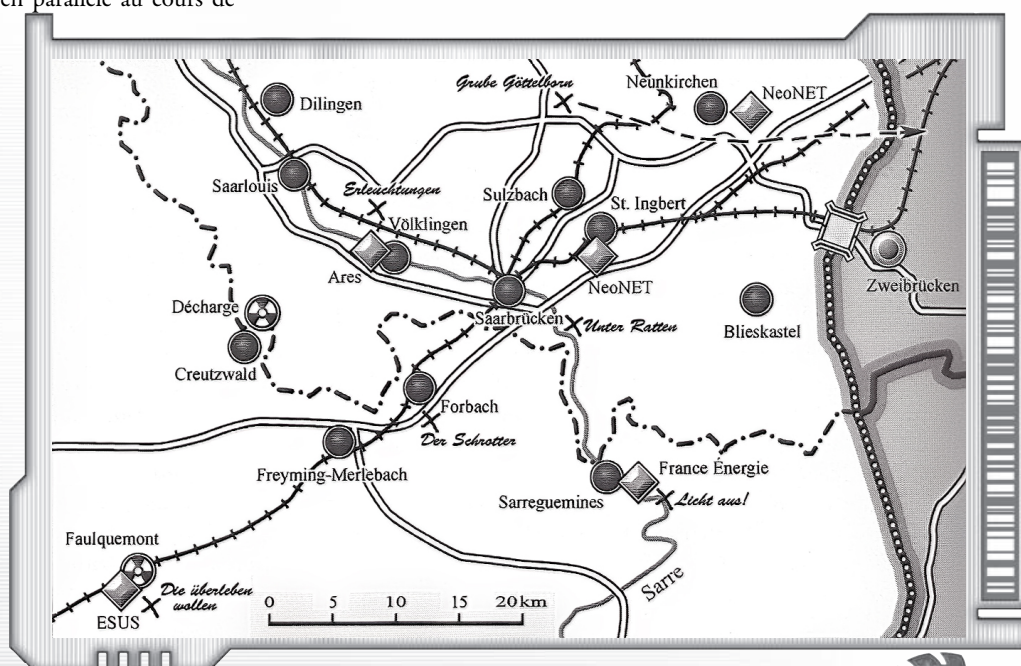 en parallèle au cours de
Grube Göttelborn
Neunkirchen
NeoNET
Dilingen
Saarlouis
Erleuchtungen
Sulzbach
St. Ingbert
Völklingen
Ares
NeoNET
Zweibrücken
Décharge
Saarbrücken
Unter Ratten
Blieskastel
Creutzwald
Forbach
Der Schrotter
Freyming-Merlebach
France Énergie
Sarreguemines
Licht aus!
Faulquemont
Die überleben
wollen
Sarre
ESUS
0 5 10 15 20 km